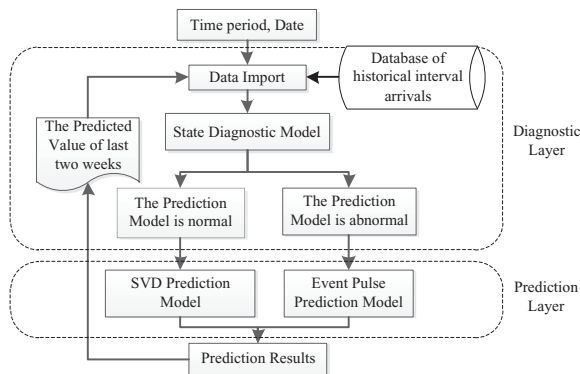 Time period, Date
Data Import
Database of
historical interval
arrivals
The Predicted
Value of last
two weeks
State Diagnostic Model
Diagnostic
Layer
The Prediction
Model is normal
The Prediction
Model is abnormal
SVD Prediction
Model
Event Pulse
Prediction Model
Prediction
Layer
Prediction Results